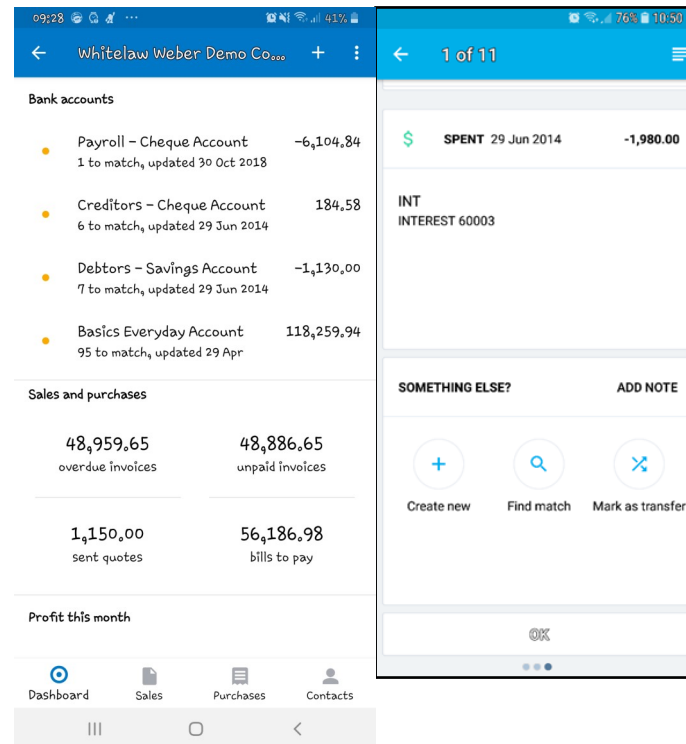 09:28 ... 41%
Whitelaw Weber Demo Co...
Bank accounts
Payroll – Cheque Account -6,104.84
1 to match, updated 30 Oct 2018
Creditors – Cheque Account 184.58
6 to match, updated 29 Jun 2014
Debtors – Savings Account -1,130.00
7 to match, updated 29 Jun 2014
Basics Everyday Account 118,259.94
95 to match, updated 29 Apr
Sales and purchases
48,959.65 48,886.65
overdue invoices unpaid invoices
1,150.00 56,186.98
sent quotes bills to pay
Profit this month
Dashboard Sales Purchases Contacts
76% 10:50
1 of 11
$ SPENT 29 Jun 2014 -1,980.00
INT
INTEREST 60003
SOMETHING ELSE? ADD NOTE
Create new Find match Mark as transfer
OK